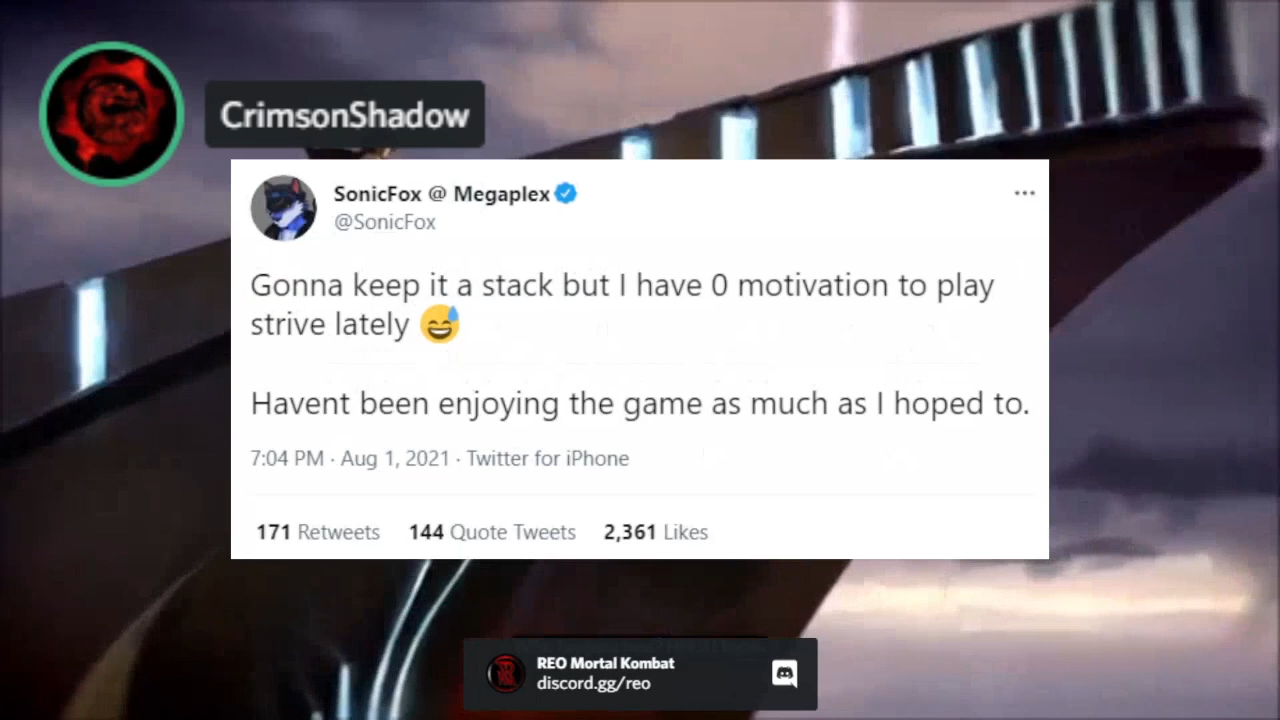 CrimsonShadow
SonicFox @ Megaplex
@SonicFox
Gonna keep it a stack but I have 0 motivation to play
strive lately 😅
Havent been enjoying the game as much as I hoped to.
7:04 PM · Aug 1, 2021 · Twitter for iPhone
171 Retweets 144 Quote Tweets 2,361 Likes
REO Mortal Kombat
discord.gg/reo